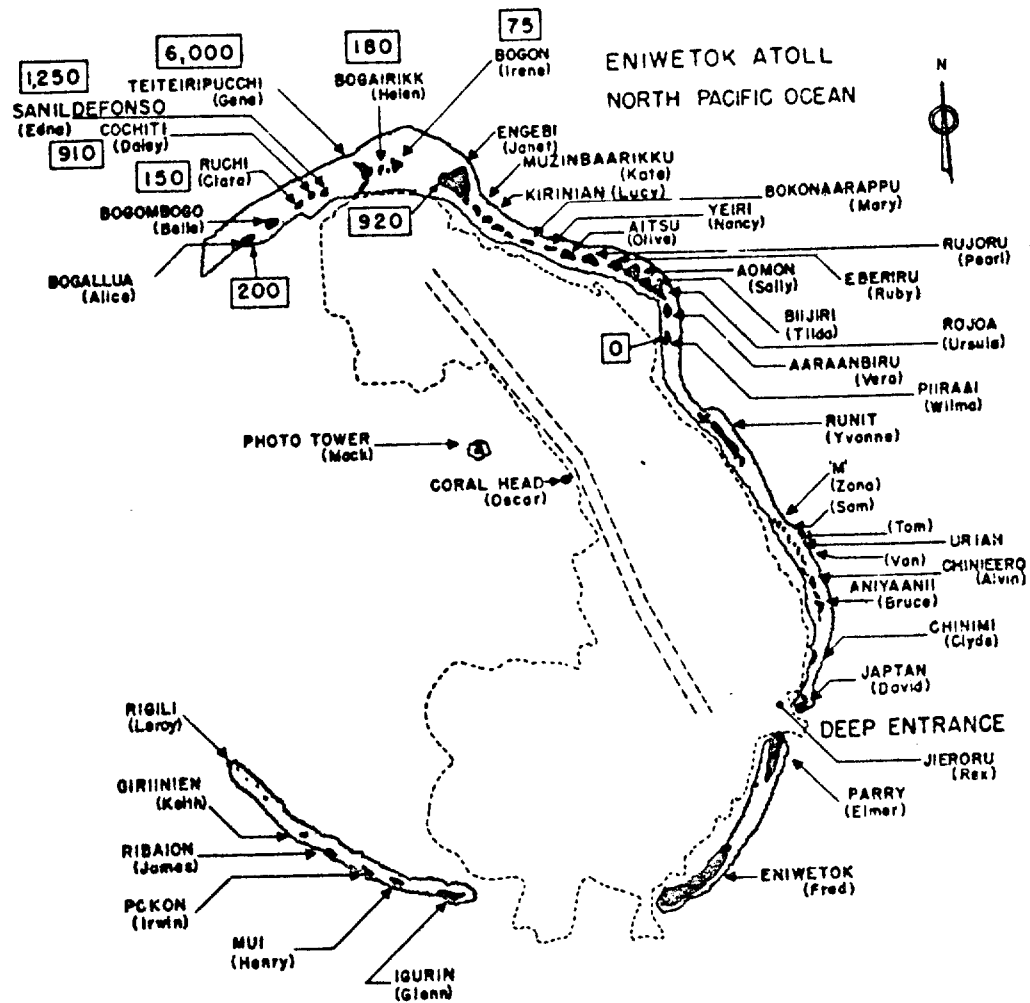 ENIWETOK ATOLL
NORTH PACIFIC OCEAN
N
75
BOGON
(Irene)
180
BOGAIRIKK
(Helen)
6,000
TEITEIRIPUCCHI
(Gene)
1,250
SANILDEFONSO
(Edna)
COCHITI
(Daisy)
910
RUCHI
(Clara)
150
BOGOMBOGO
(Belle)
BOGALLUA
(Alice)
200
920
ENGEBI
(Janet)
MUZINBAARIKKU
(Kate)
KIRINIAN (Lucy)
BOKONAARAPPU
(Mary)
YEIRI
(Nancy)
AITSU
(Olive)
RUJORU
(Pearl)
AOMON
(Sally)
EBERIRU
(Ruby)
BIIJIRI
(Tilda)
ROJOA
(Ursula)
0
AARAANBIRU
(Vera)
PIIRAAI
(Wilma)
RUNIT
(Yvonne)
PHOTO TOWER
(Mack)
CORAL HEAD
(Oscar)
'M'
(Zona)
(Sam)
(Tom)
URIAH
(Van)
CHINIEERO
(Alvin)
ANIYAANII
(Bruce)
CHINIMI
(Clyde)
JAPTAN
(David)
DEEP ENTRANCE
JIERORU
(Rex)
PARRY
(Elmer)
ENIWETOK
(Fred)
RIGILI
(Leroy)
GIRIINIEN
(Keith)
RIBAION
(James)
POKON
(Irwin)
MUI
(Henry)
IGURIN
(Glenn)